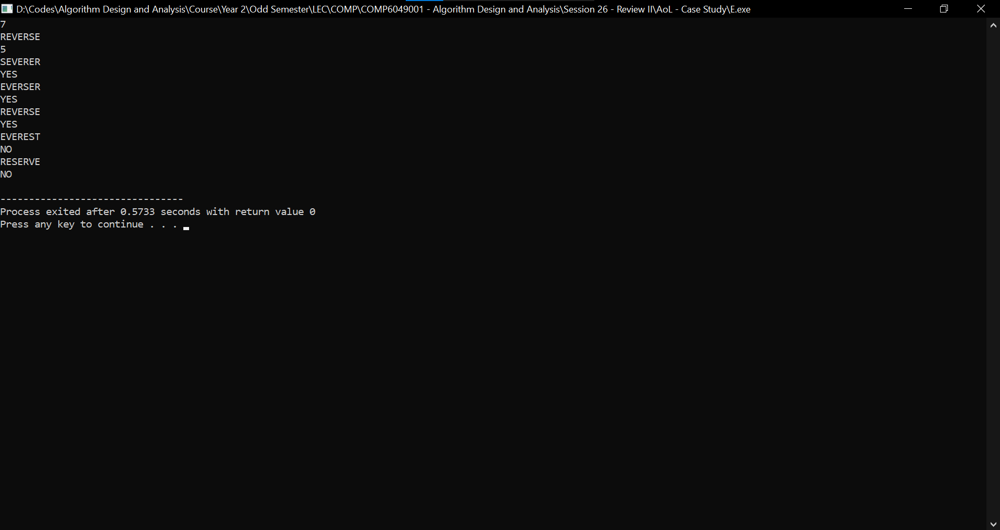 D:\Codes\Algorithm Design and Analysis\Course\Year 2\Odd Semester\LEC\COMP\COMP6049001 - Algorithm Design and Analysis\Session 26 - Review II\AoL - Case Study\E.exe
7
REVERSE
5
SEVERER
YES
EVERSER
YES
REVERSE
YES
EVEREST
NO
RESERVE
NO
--------------------------------
Process exited after 0.5733 seconds with return value 0
Press any key to continue . . .